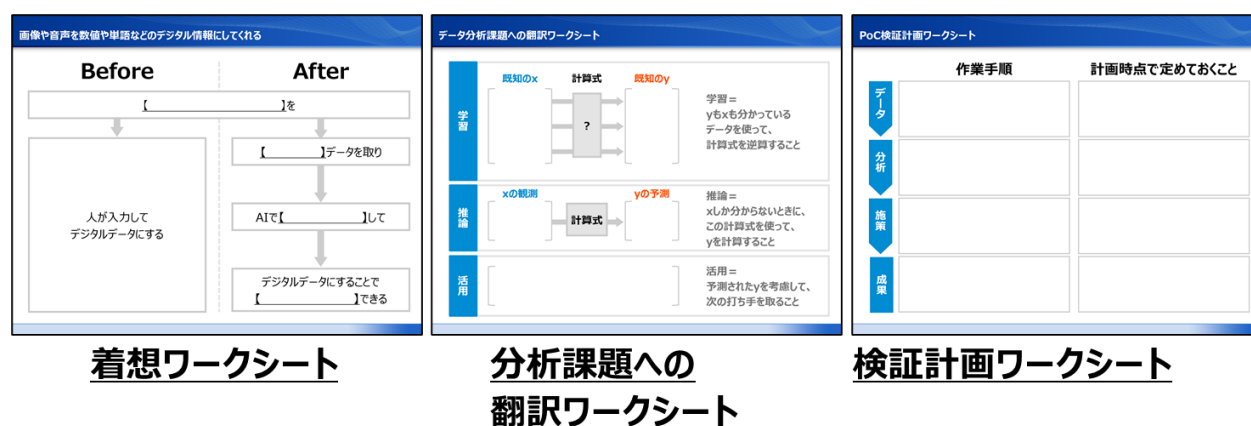 画像や音声を数値や単語などのデジタル情報にしてくれる
Before
After
【 】を
人が入力して
デジタルデータにする
【 】データを取り
AIで【 】して
デジタルデータにすることで
【 】できる
着想ワークシート
データ分析課題への翻訳ワークシート
学習
既知のx
計算式
既知のy
?
学習=
yもxも分かっている
データを使って、
計算式を逆算すること
推論
xの観測
yの予測
計算式
推論=
xしか分からないときに、
この計算式を使って、
yを計算すること
活用
活用=
予測されたyを考慮して、
次の打ち手を取ること
分析課題への
翻訳ワークシート
PoC検証計画ワークシート
作業手順
計画時点で定めておくこと
データ
分析
施策
成果
検証計画ワークシート